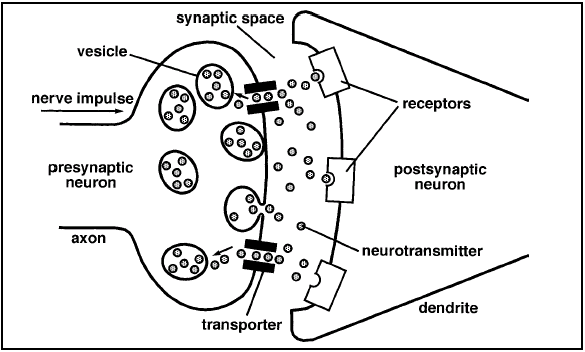 synaptic space
vesicle
nerve impulse
receptors
presynaptic
neuron
postsynaptic
neuron
axon
neurotransmitter
dendrite
transporter